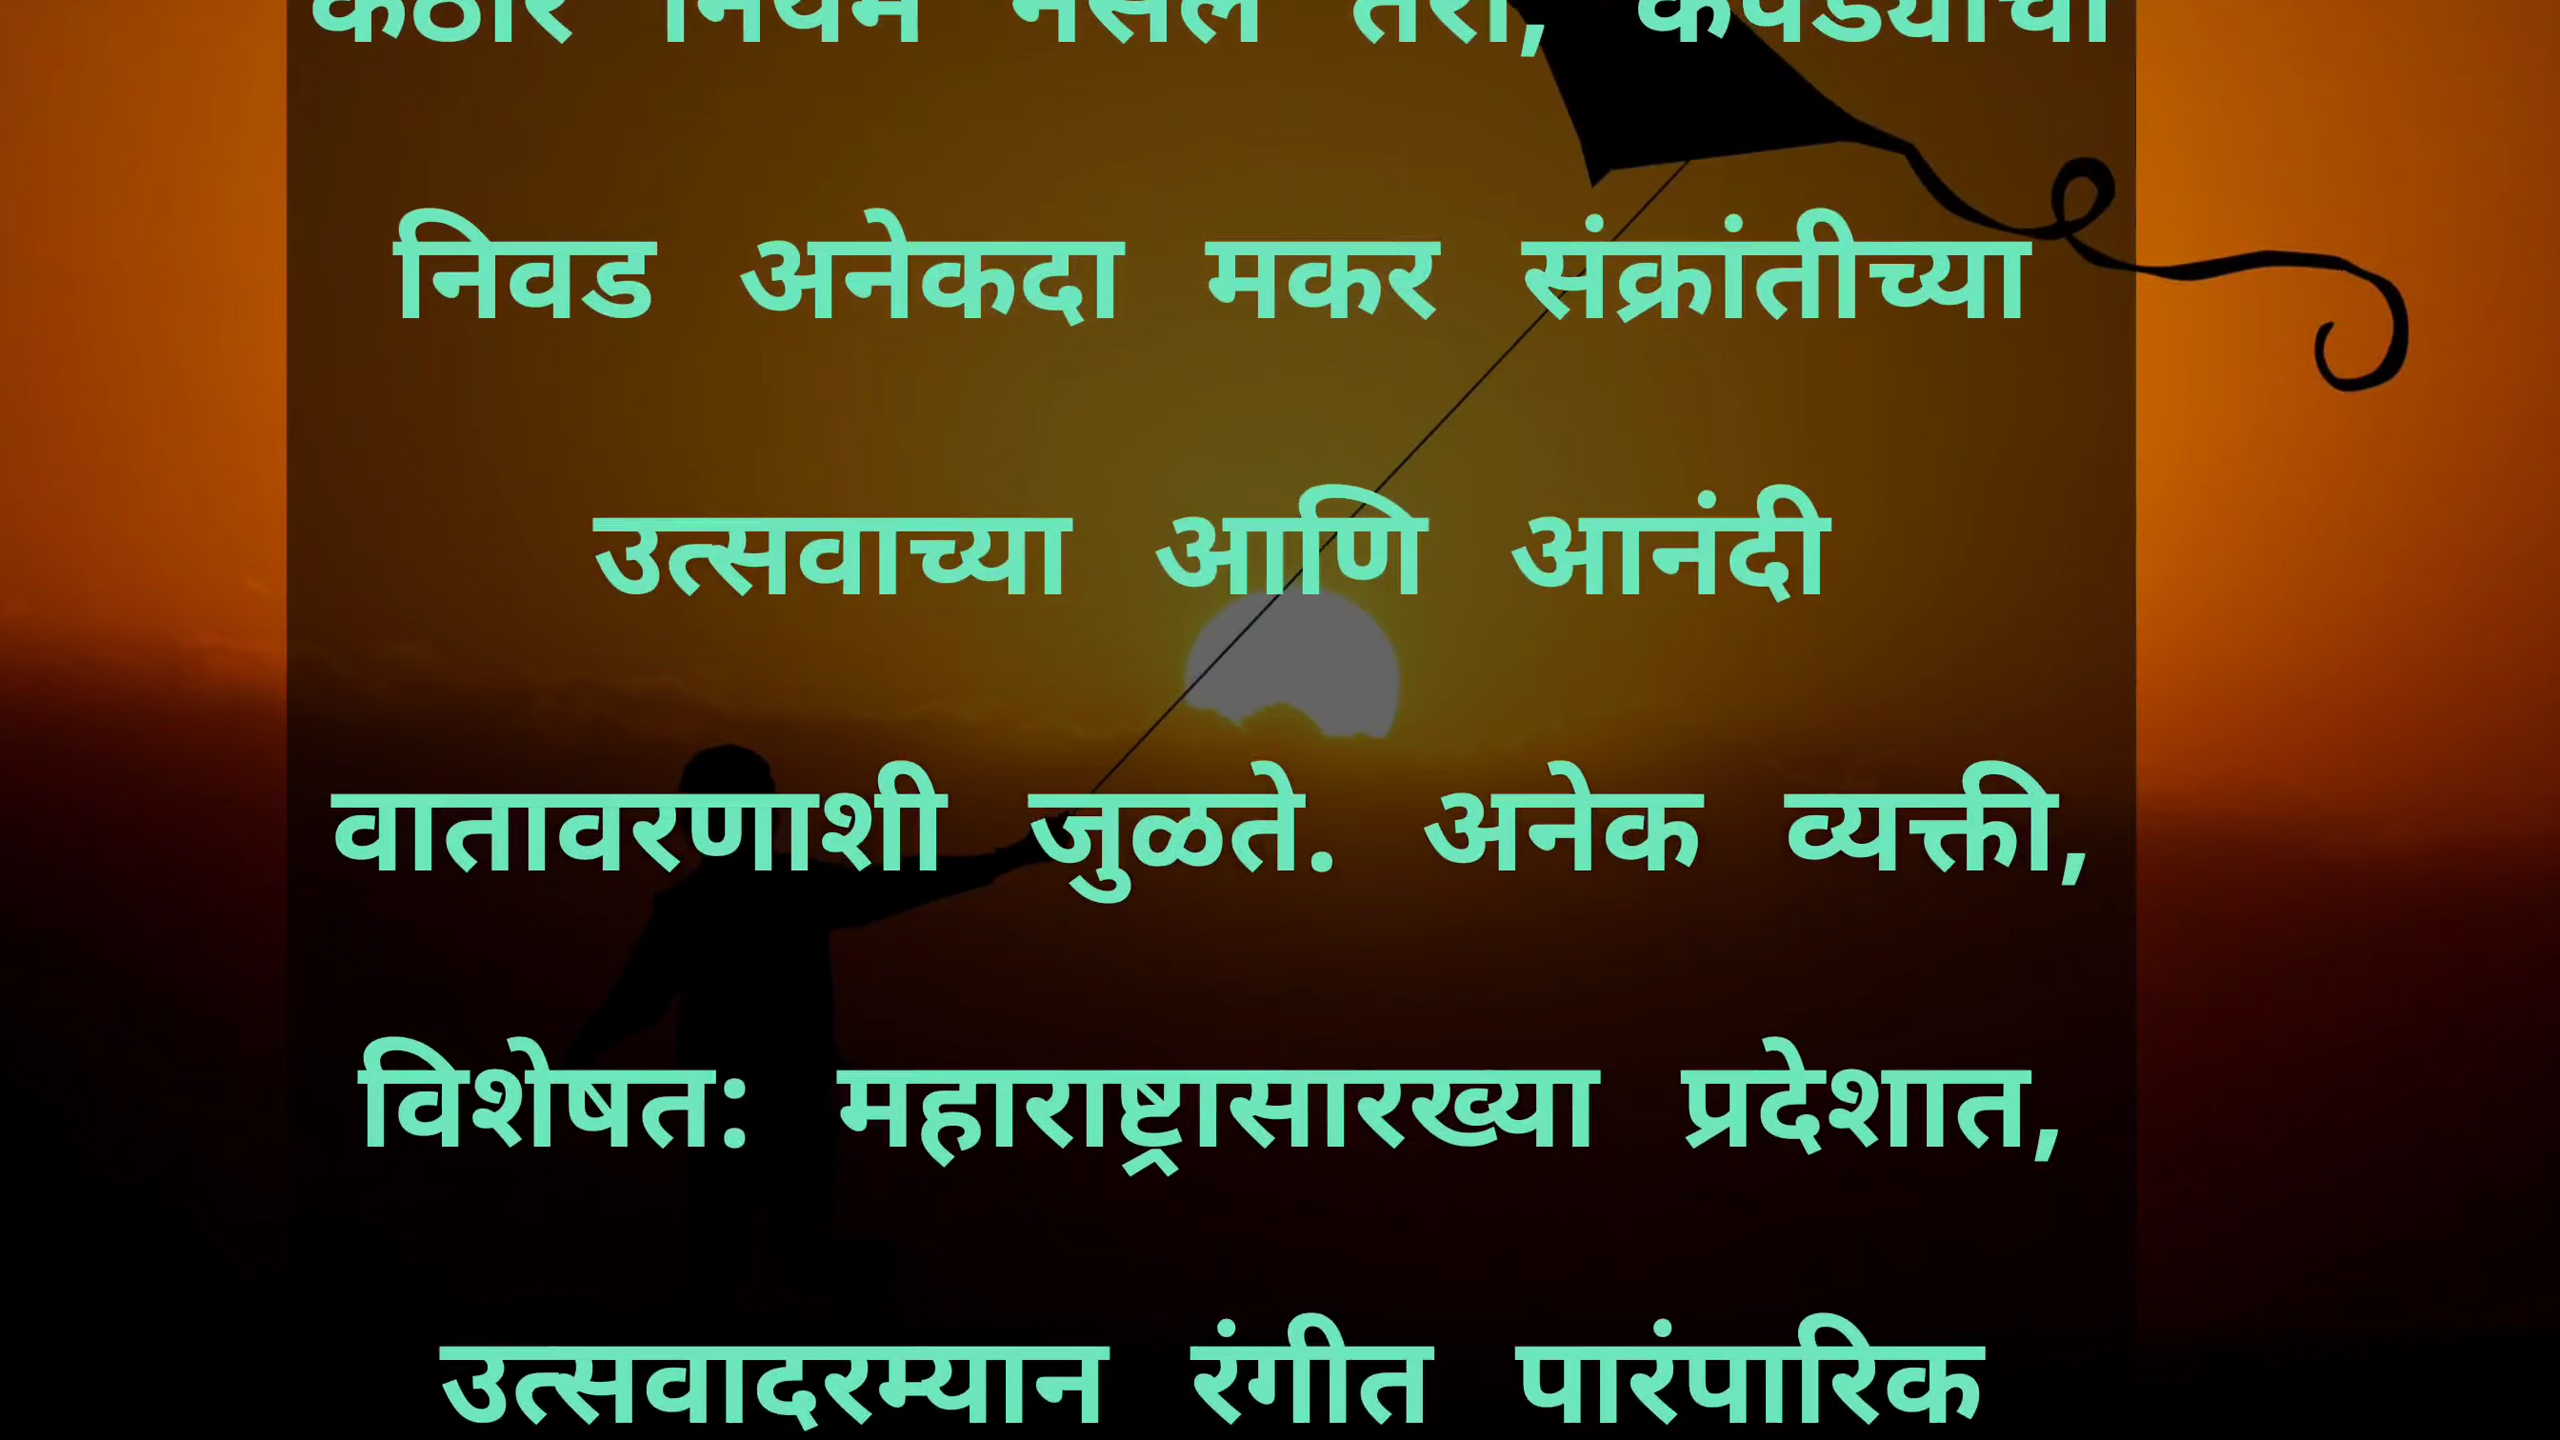 निवड अनेकदा मकर संक्रांतीच्या
उत्सवाच्या आणि आनंदी
वातावरणाशी जुळते. अनेक व्यक्ती,
विशेषत: महाराष्ट्रासारख्या प्रदेशात,
उत्सवादरम्यान रंगीत पारंपारिक